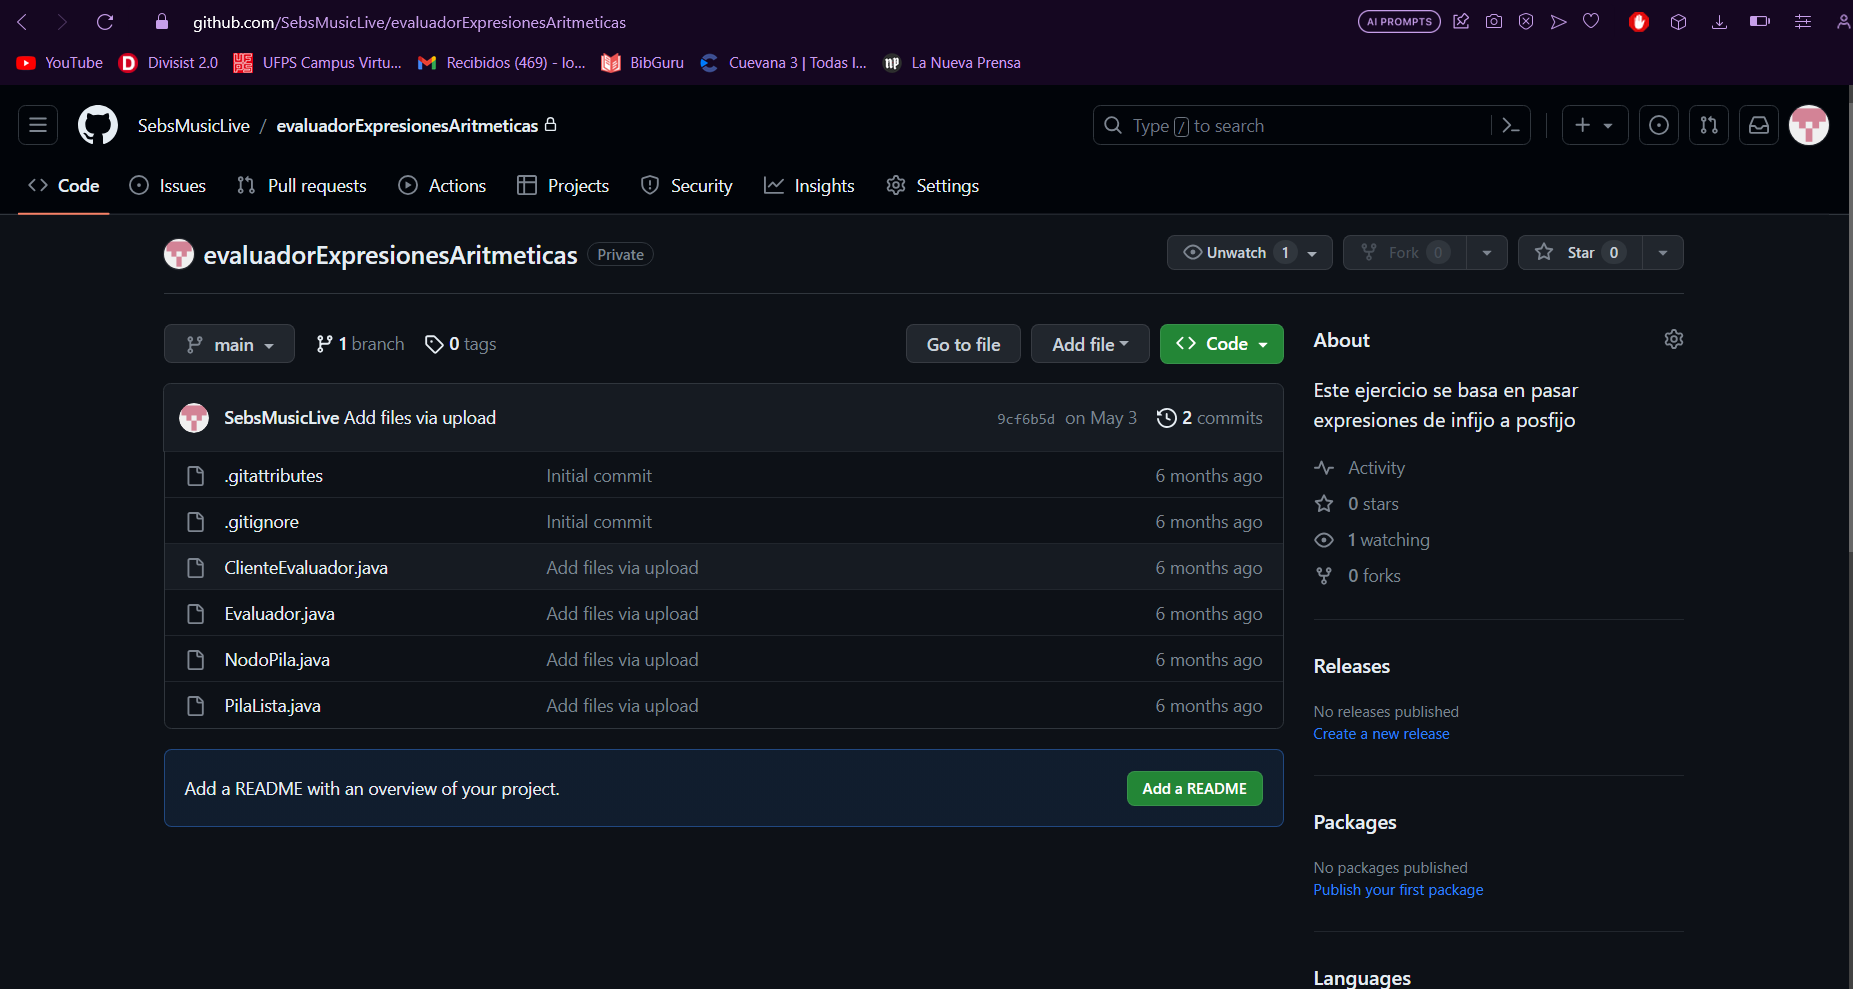 github.com/SebsMusicLive/evaluadorExpresionesAritmeticas
AI PROMPTS
YouTube
Divisist 2.0
UFPS Campus Virtu...
Recibidos (469) - lo...
BibGuru
Cuevana 3 | Todas l...
np La Nueva Prensa
SebsMusicLive / evaluadorExpresionesAritmeticas
Type / to search
Code
Issues
Pull requests
Actions
Projects
Security
Insights
Settings
evaluadorExpresionesAritmeticas Private
Unwatch 1
Fork 0
Star 0
main
1 branch
0 tags
Go to file
Add file
Code
SebsMusicLive Add files via upload 9cf6b5d on May 3 2 commits
.gitattributes Initial commit 6 months ago
.gitignore Initial commit 6 months ago
ClienteEvaluador.java Add files via upload 6 months ago
Evaluador.java Add files via upload 6 months ago
NodoPila.java Add files via upload 6 months ago
PilaLista.java Add files via upload 6 months ago
Add a README with an overview of your project.
Add a README
About
Este ejercicio se basa en pasar
expresiones de infijo a posfijo
Activity
0 stars
1 watching
0 forks
Releases
No releases published
Create a new release
Packages
No packages published
Publish your first package
Languages